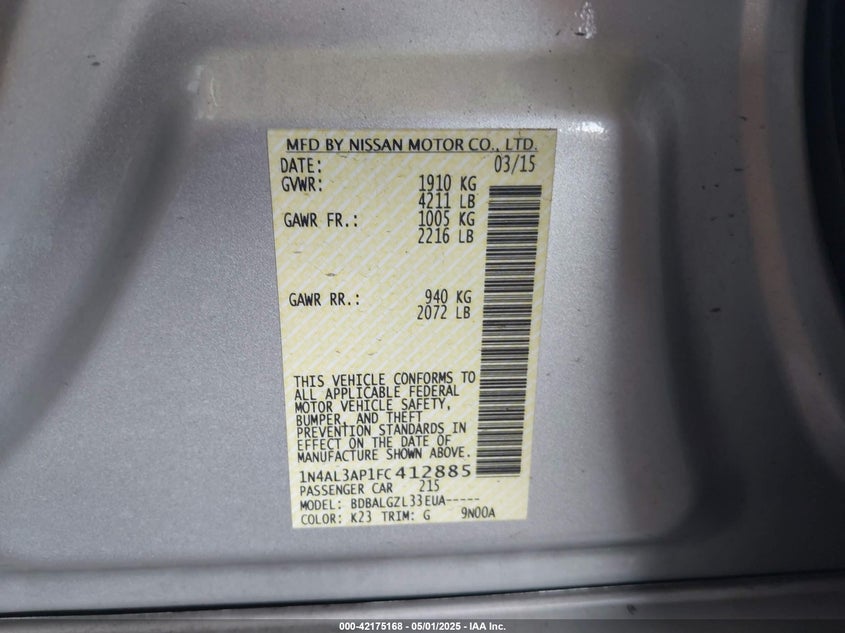 MFD BY NISSAN MOTOR CO., LTD.
DATE: 03/15
GVWR: 1910 KG
4211 LB
GAWR FR.: 1005 KG
2216 LB
GAWR RR.: 940 KG
2072 LB
THIS VEHICLE CONFORMS TO
ALL APPLICABLE FEDERAL
MOTOR VEHICLE SAFETY,
BUMPER, AND THEFT
PREVENTION STANDARDS IN
EFFECT ON THE DATE OF
MANUFACTURE SHOWN ABOVE.
1N4AL3AP1FC412885
PASSENGER CAR 215
MODEL: BDBALGZL33EUA-----
COLOR: K23 TRIM: G 9N00A
000-42175168 - 05/01/2025 - IAA Inc.